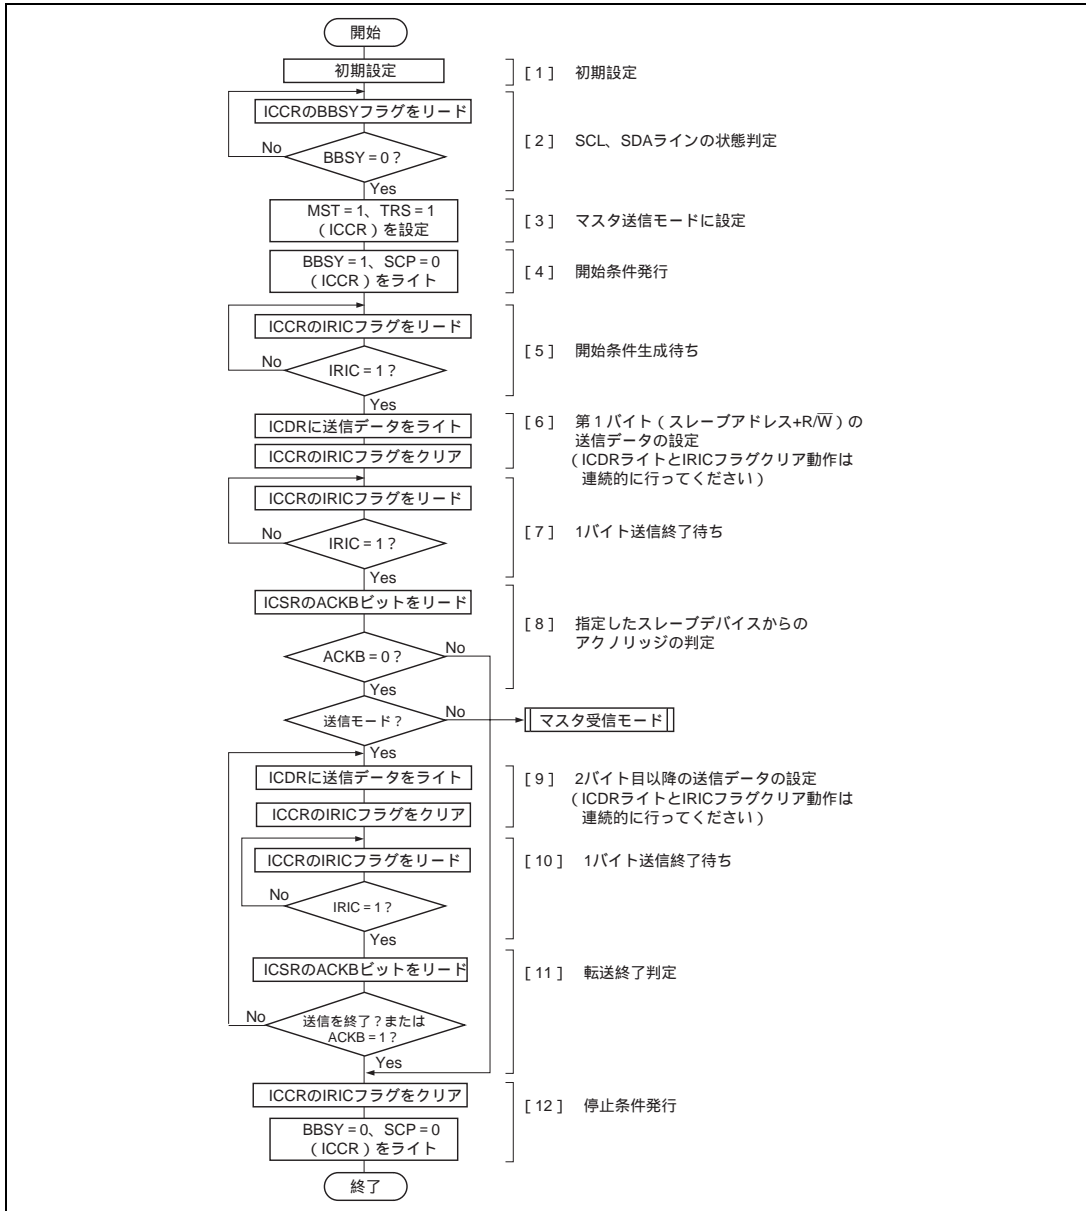 開始
初期設定
[ 1 ] 初期設定
ICCRのBBSYフラグをリード
BBSY = 0 ?
No
Yes
[ 2 ] SCL、SDAラインの状態判定
MST = 1、TRS = 1
( ICCR ) を設定
[ 3 ] マスタ送信モードに設定
BBSY = 1、SCP = 0
( ICCR ) をライト
[ 4 ] 開始条件発行
ICCRのIRICフラグをリード
IRIC = 1 ?
No
Yes
[ 5 ] 開始条件生成待ち
ICDRに送信データをライト
ICCRのIRICフラグをクリア
[ 6 ] 第1バイト ( スレーブアドレス+R/W̅ ) の
送信データの設定
( ICDRライトとIRICフラグクリア動作は
連続的に行ってください )
ICCRのIRICフラグをリード
IRIC = 1 ?
No
Yes
[ 7 ] 1バイト送信終了待ち
ICSRのACKBビットをリード
ACKB = 0 ?
No
Yes
[ 8 ] 指定したスレーブデバイスからの
アクノリッジの判定
送信モード ?
No
マスタ受信モード
Yes
ICDRに送信データをライト
ICCRのIRICフラグをクリア
[ 9 ] 2バイト目以降の送信データの設定
( ICDRライトとIRICフラグクリア動作は
連続的に行ってください )
ICCRのIRICフラグをリード
IRIC = 1 ?
No
Yes
[ 10 ] 1バイト送信終了待ち
ICSRのACKBビットをリード
送信を終了 ? または
ACKB = 1 ?
No
Yes
[ 11 ] 転送終了判定
ICCRのIRICフラグをクリア
BBSY = 0、SCP = 0
( ICCR ) をライト
[ 12 ] 停止条件発行
終了